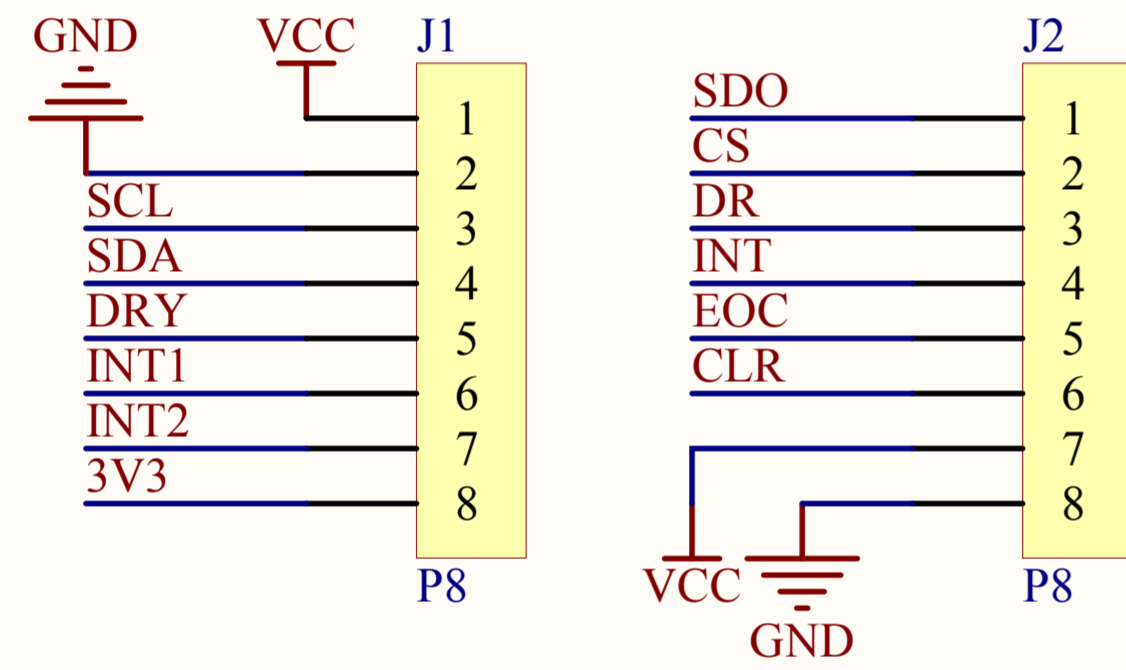 GND VCC J1 J2
SDO
1 1
CS
2 2
SCL DR
3 3
SDA INT
4 4
DRY EOC
5 5
INT1 CLR
6 6
INT2
7 7
3V3
8 8
P8 VCC P8
GND